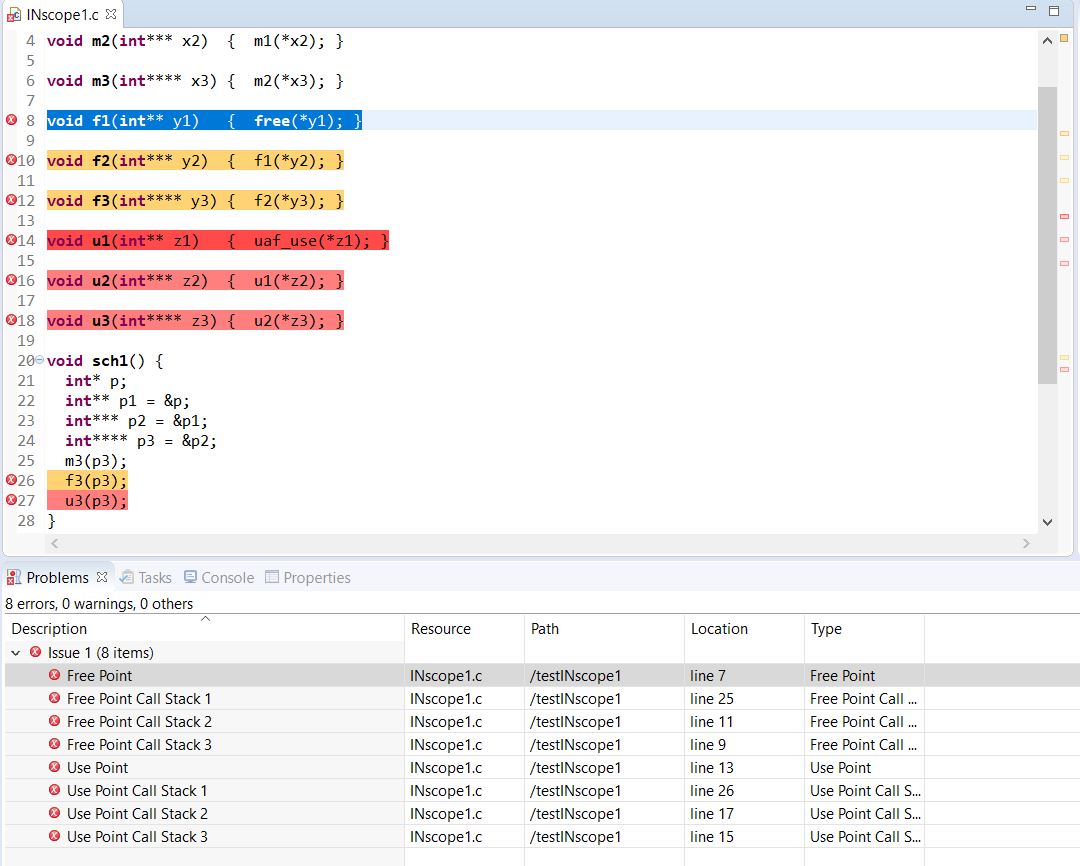 INscope1.c
4 void m2(int*** x2)  {  m1(*x2); }
5
6 void m3(int**** x3) {  m2(*x3); }
7
8 void f1(int** y1)   {  free(*y1); }
9
10 void f2(int*** y2)  {  f1(*y2); }
11
12 void f3(int**** y3) {  f2(*y3); }
13
14 void u1(int** z1)   {  uaf_use(*z1); }
15
16 void u2(int*** z2)  {  u1(*z2); }
17
18 void u3(int**** z3) {  u2(*z3); }
19
20 void sch1() {
21   int* p;
22   int** p1 = &p;
23   int*** p2 = &p1;
24   int**** p3 = &p2;
25   m3(p3);
26   f3(p3);
27   u3(p3);
28 }
Problems Tasks Console Properties
8 errors, 0 warnings, 0 others
Description Resource Path Location Type
Issue 1 (8 items)
Free Point INscope1.c /testINscope1 line 7 Free Point
Free Point Call Stack 1 INscope1.c /testINscope1 line 25 Free Point Call ...
Free Point Call Stack 2 INscope1.c /testINscope1 line 11 Free Point Call ...
Free Point Call Stack 3 INscope1.c /testINscope1 line 9 Free Point Call ...
Use Point INscope1.c /testINscope1 line 13 Use Point
Use Point Call Stack 1 INscope1.c /testINscope1 line 26 Use Point Call S...
Use Point Call Stack 2 INscope1.c /testINscope1 line 17 Use Point Call S...
Use Point Call Stack 3 INscope1.c /testINscope1 line 15 Use Point Call S...